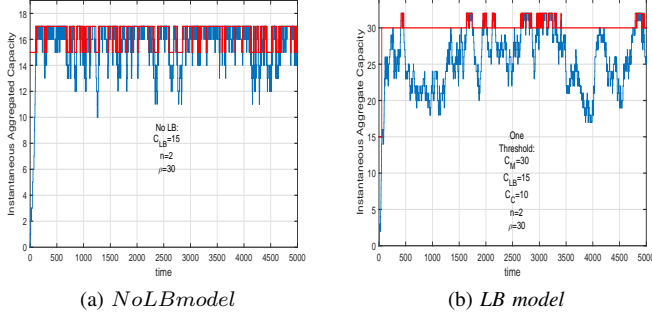 Instantaneous Aggregated Capacity
18
16
14
12
10
8
6
4
2
0
No LB:
C_LB=15
n=2
ρ=30
0 500 1000 1500 2000 2500 3000 3500 4000 4500 5000
time
(a) NoLBmodel
Instantaneous Aggregate Capacity
30
25
20
15
10
5
0
One
Threshold:
C_M=30
C_LB=15
C_C=10
n=2
ρ=30
0 500 1000 1500 2000 2500 3000 3500 4000 4500 5000
time
(b) LB model